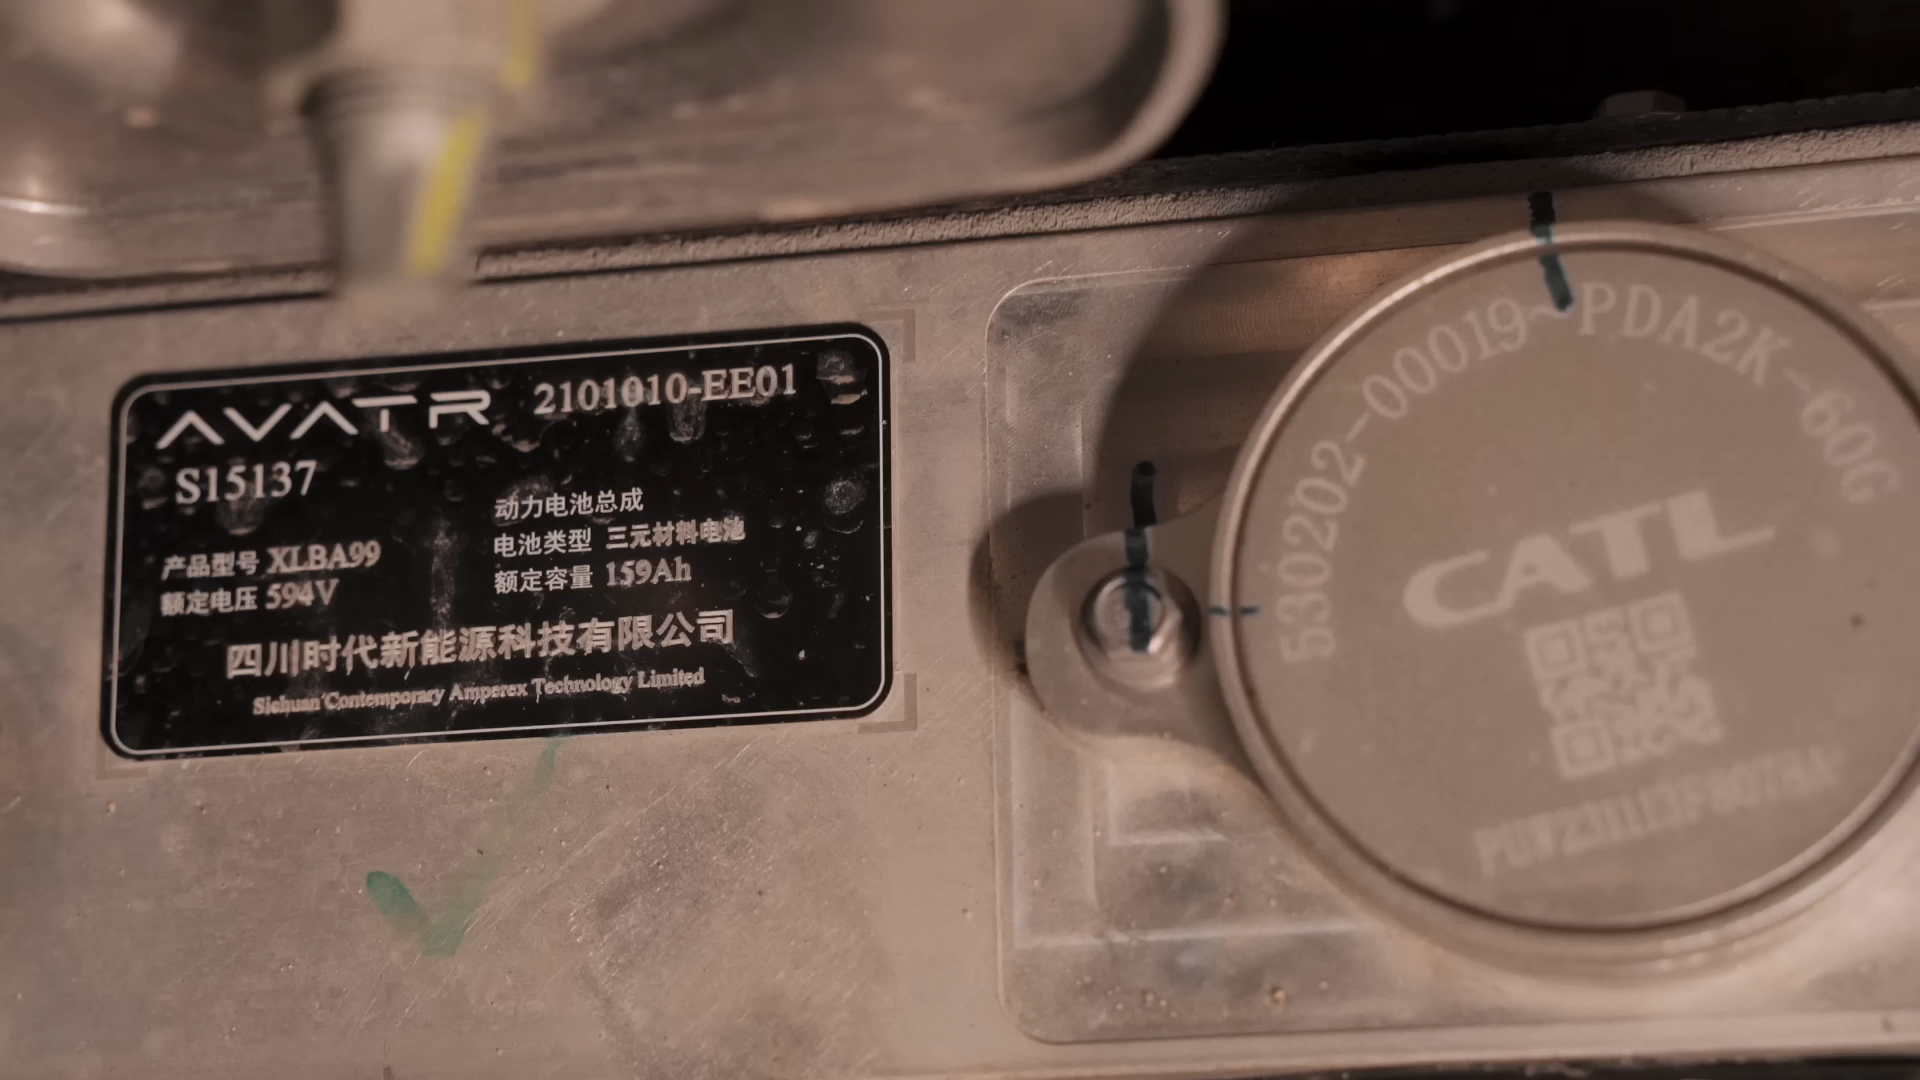 AVATR 2101010-EE01
S15137
动力电池总成
产品型号 XLBA99
电池类型 三元材料电池
额定电压 594V
额定容量 159Ah
四川时代新能源科技有限公司
Sichuan Contemporary Amperex Technology Limited
530202-00019~PDA2K-60G
CATL